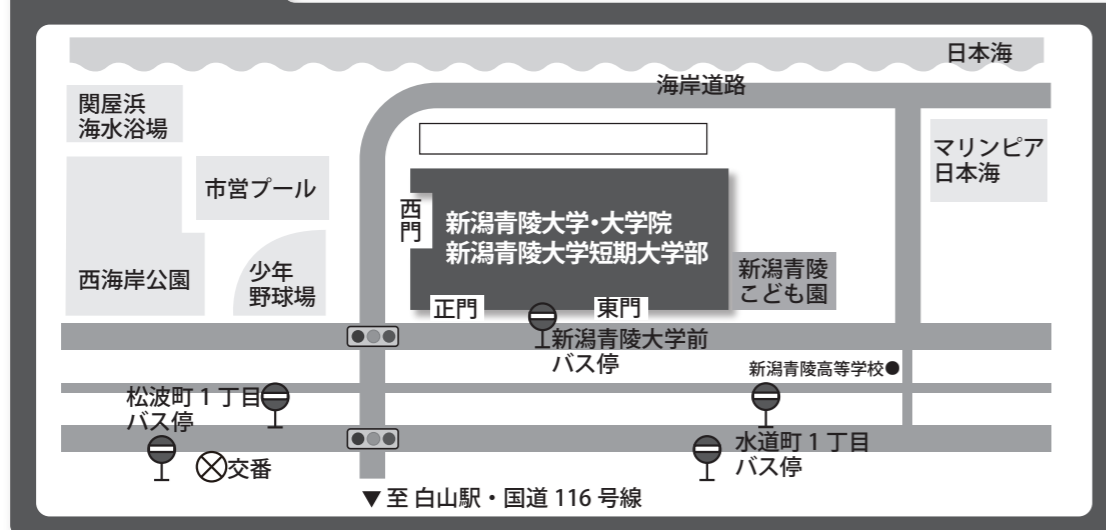 日本海
海岸道路
関屋浜
海水浴場
マリンピア
日本海
市営プール
西門
新潟青陵大学・大学院
新潟青陵大学短期大学部
西海岸公園
少年
野球場
新潟青陵
こども園
正門
東門
新潟青陵大学前
バス停
新潟青陵高等学校●
松波町1丁目
バス停
交番
水道町1丁目
バス停
▼至 白山駅・国道116号線